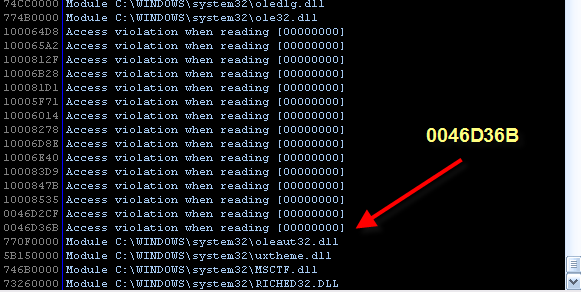 74CC0000 Module C:\WINDOWS\system32\oledlg.dll
774B0000 Module C:\WINDOWS\system32\ole32.dll
100064D8 Access violation when reading [00000000]
100065A2 Access violation when reading [00000000]
1000812F Access violation when reading [00000000]
10006B28 Access violation when reading [00000000]
100081D1 Access violation when reading [00000000]
10005F71 Access violation when reading [00000000]
10006014 Access violation when reading [00000000]
10008278 Access violation when reading [00000000]
10006D8E Access violation when reading [00000000]
10006E40 Access violation when reading [00000000]
100083D9 Access violation when reading [00000000]
1000847B Access violation when reading [00000000]
10008535 Access violation when reading [00000000]
0046D2CF Access violation when reading [00000000]
0046D36B Access violation when reading [00000000]
770F0000 Module C:\WINDOWS\system32\oleaut32.dll
5B150000 Module C:\WINDOWS\system32\uxtheme.dll
746B0000 Module C:\WINDOWS\system32\MSCTF.dll
73260000 Module C:\WINDOWS\system32\RICHED32.DLL
0046D36B